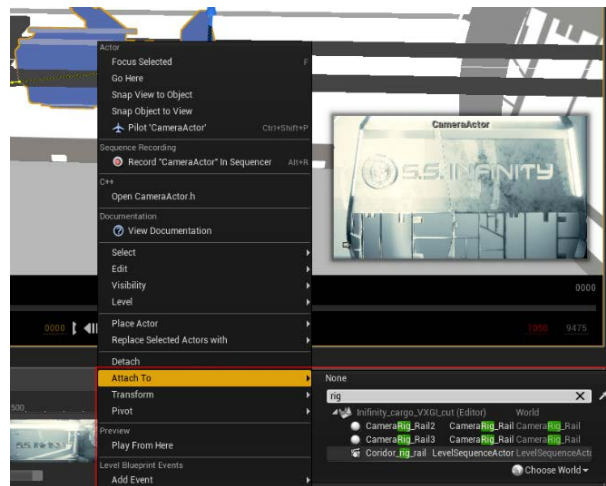 Actor
Focus Selected F
Go Here
Snap View to Object
Snap Object to View
Pilot 'CameraActor' Ctrl+Shift+P
Sequence Recording
Record "CameraActor" In Sequencer Alt+R
C++
Open CameraActor.h
Documentation
View Documentation
Select
Edit
Visibility
Level
Place Actor
Replace Selected Actors with
Detach
Attach To
Transform
Pivot
Preview
Play From Here
Level Blueprint Events
Add Event
CameraActor
S.S. INFINITY
0000
0000
1050 9475
500
None
rig
Inifinity_cargo_VXGI_cut (Editor) World
CameraRig_Rail2 CameraRig_Rail CameraRig_Rail
CameraRig_Rail3 CameraRig_Rail CameraRig_Rail
Coridor_rig_rail LevelSequenceActor LevelSequenceActo
Choose World